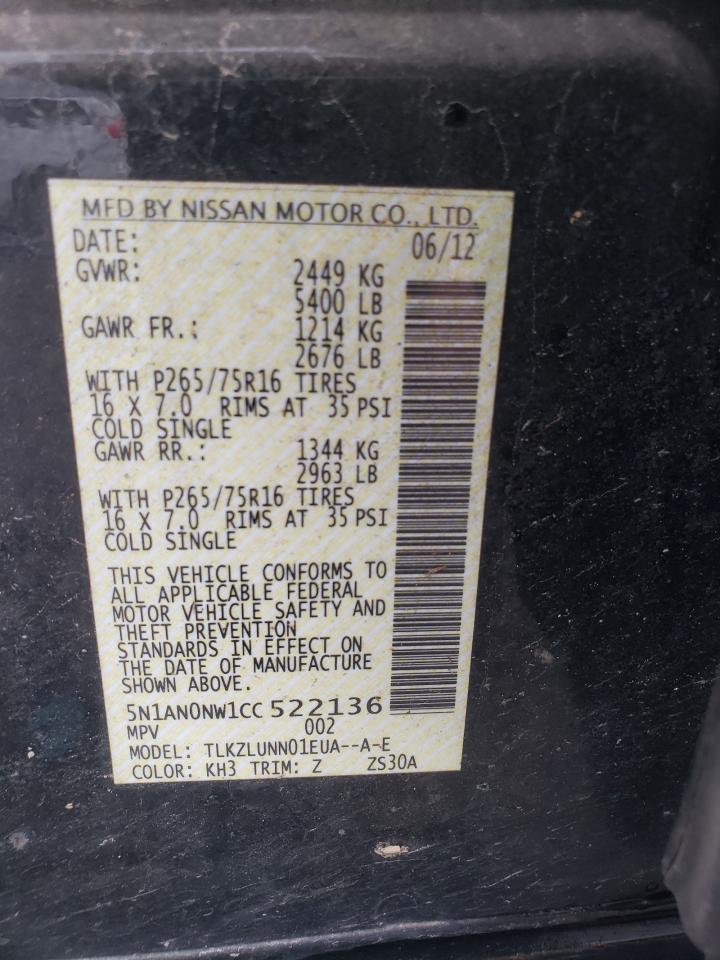 MFD BY NISSAN MOTOR CO., LTD.
DATE: 06/12
GVWR: 2449 KG
5400 LB
GAWR FR.: 1214 KG
2676 LB
WITH P265/75R16 TIRES
16 X 7.0 RIMS AT 35 PSI
COLD SINGLE
GAWR RR.: 1344 KG
2963 LB
WITH P265/75R16 TIRES
16 X 7.0 RIMS AT 35 PSI
COLD SINGLE
THIS VEHICLE CONFORMS TO
ALL APPLICABLE FEDERAL
MOTOR VEHICLE SAFETY AND
THEFT PREVENTION
STANDARDS IN EFFECT ON
THE DATE OF MANUFACTURE
SHOWN ABOVE.
5N1AN0NW1CC 522136
MPV 002
MODEL: TLKZLUNN01EUA--A-E
COLOR: KH3 TRIM: Z ZS30A